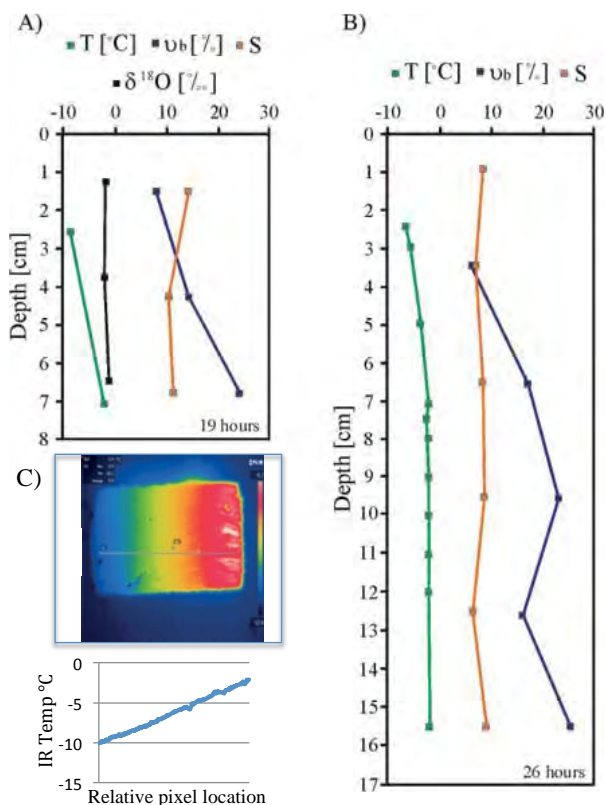 A)
T [°C] υb [%] S
δ ¹⁸O [‰]
-10 0 10 20 30
0
1
2
3
4
5
6
7
8
Depth [cm]
19 hours
B)
T [°C] υb [%] S
-10 0 10 20 30
0
1
2
3
4
5
6
7
8
9
10
11
12
13
14
15
16
17
Depth [cm]
26 hours
C)
0
-5
-10
-15
IR Temp °C
Relative pixel location